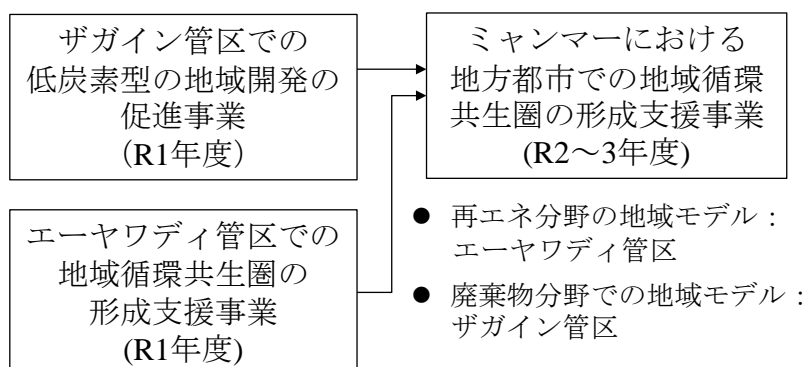 ザガイン管区での
低炭素型の地域開発の
促進事業
（R1年度）
エーヤワディ管区での
地域循環共生圏の
形成支援事業
(R1年度)
ミャンマーにおける
地方都市での地域循環
共生圏の形成支援事業
(R2～3年度)
● 再エネ分野の地域モデル：
エーヤワディ管区
● 廃棄物分野での地域モデル：
ザガイン管区